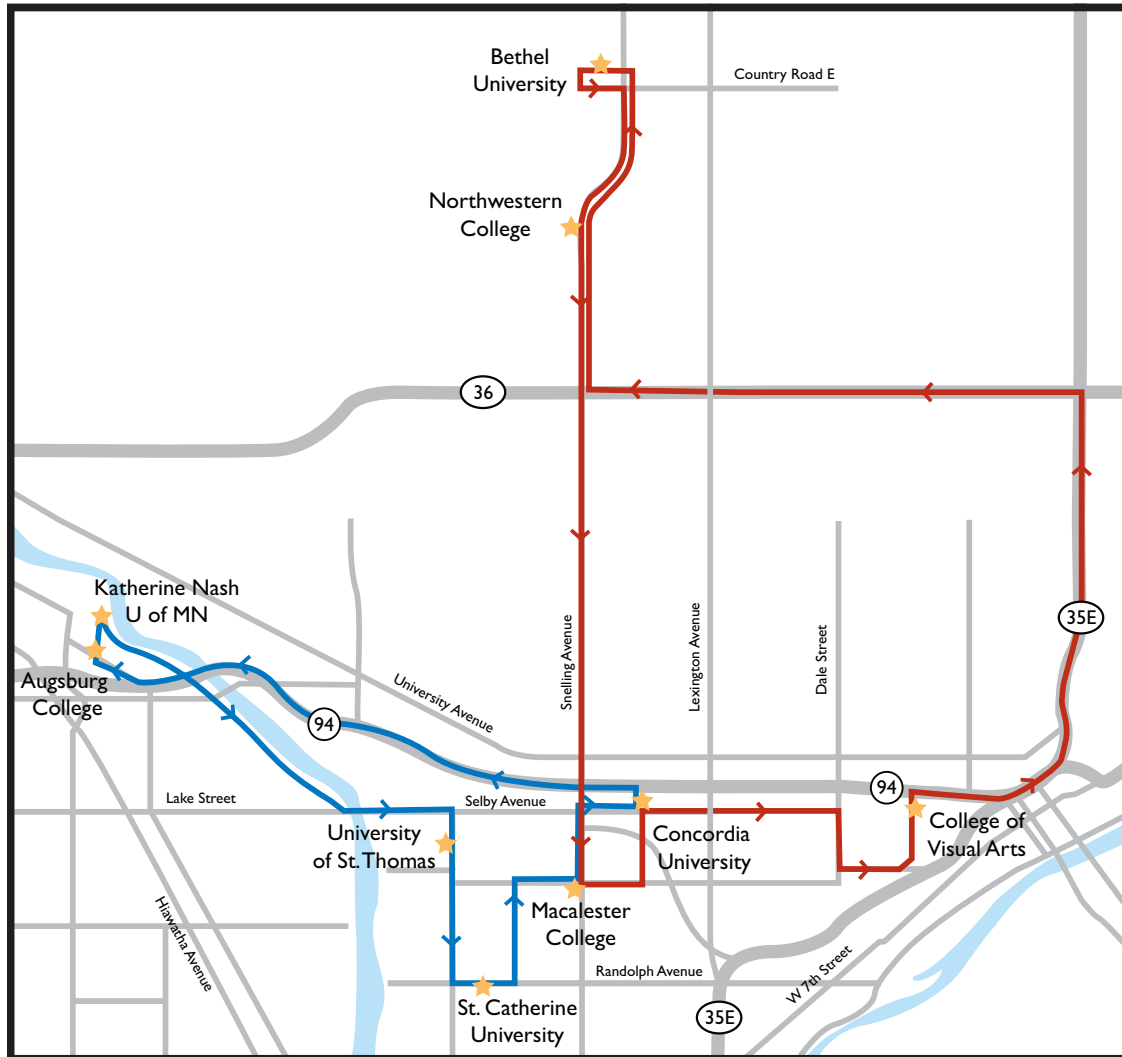 Bethel
University
Country Road E
Northwestern
College
36
Katherine Nash
U of MN
Augsburg
College
University Avenue
Snelling Avenue
Lexington Avenue
Dale Street
35E
94
94
Lake Street
Selby Avenue
University
of St. Thomas
Concordia
University
College of
Visual Arts
Macalester
College
Hiawatha Avenue
Randolph Avenue
W 7th Street
St. Catherine
University
35E